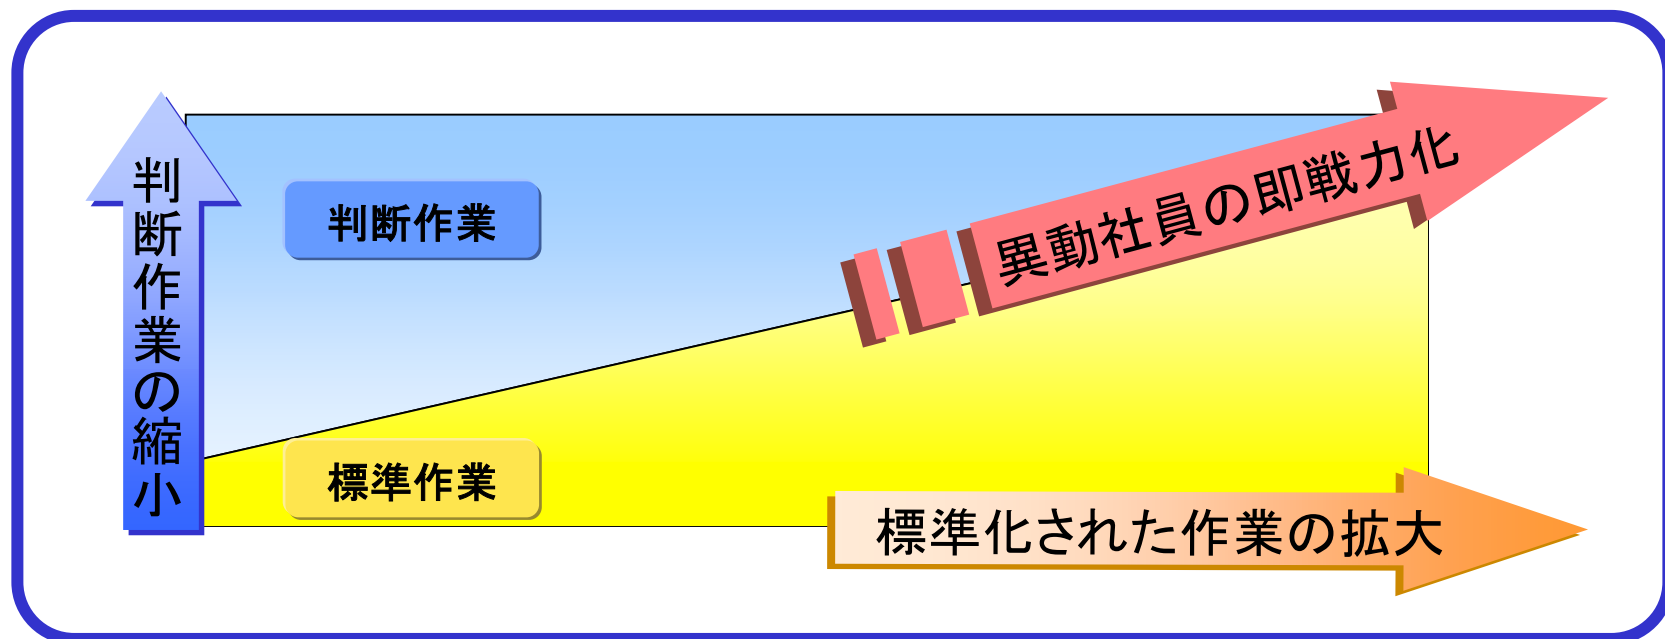 判断作業の縮小
判断作業
異動社員の即戦力化
標準作業
標準化された作業の拡大